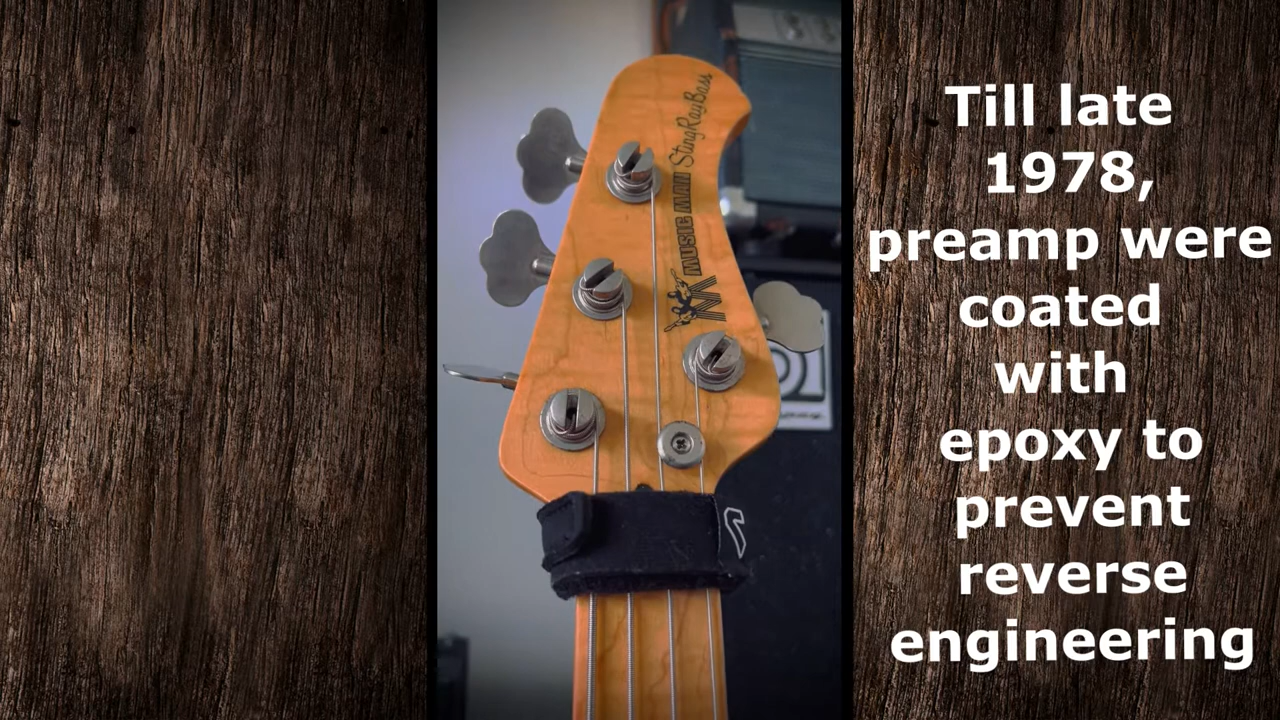 MUSIC MAN StingRay Bass
Till late
1978,
preamp were
coated
with
epoxy to
prevent
reverse
engineering